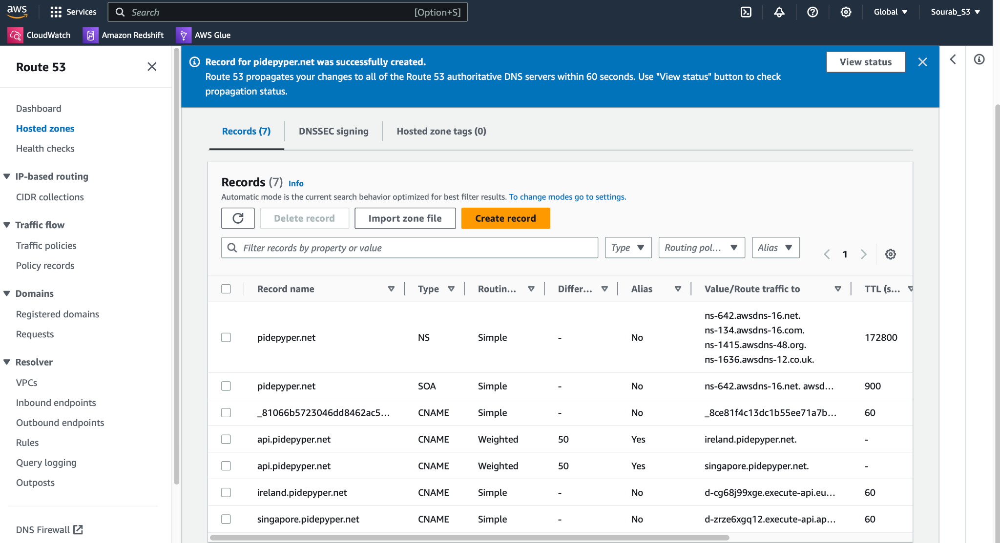 aws
Services
Search
[Option+S]
Global
Sourab_S3
CloudWatch
Amazon Redshift
AWS Glue
Route 53
Dashboard
Hosted zones
Health checks
IP-based routing
CIDR collections
Traffic flow
Traffic policies
Policy records
Domains
Registered domains
Requests
Resolver
VPCs
Inbound endpoints
Outbound endpoints
Rules
Query logging
Outposts
DNS Firewall
Record for pidepyper.net was successfully created.
Route 53 propagates your changes to all of the Route 53 authoritative DNS servers within 60 seconds. Use "View status" button to check
propagation status.
View status
Records (7)
DNSSEC signing
Hosted zone tags (0)
Records (7) Info
Automatic mode is the current search behavior optimized for best filter results. To change modes go to settings.
Delete record
Import zone file
Create record
Filter records by property or value
Type
Routing pol...
Alias
1
Record name Type Routin... Differ... Alias Value/Route traffic to TTL (s...
pidepyper.net NS Simple - No
ns-642.awsdns-16.net.
ns-134.awsdns-16.com.
ns-1415.awsdns-48.org.
ns-1636.awsdns-12.co.uk.
172800
pidepyper.net SOA Simple - No ns-642.awsdns-16.net. awsd... 900
_81066b5723046dd8462ac5... CNAME Simple - No _8ce81f4c13dc1b55ee71a7b... 60
api.pidepyper.net CNAME Weighted 50 Yes ireland.pidepyper.net. -
api.pidepyper.net CNAME Weighted 50 Yes singapore.pidepyper.net. -
ireland.pidepyper.net CNAME Simple - No d-cg68j99xge.execute-api.eu... 60
singapore.pidepyper.net CNAME Simple - No d-zrze6xgq12.execute-api.ap... 60